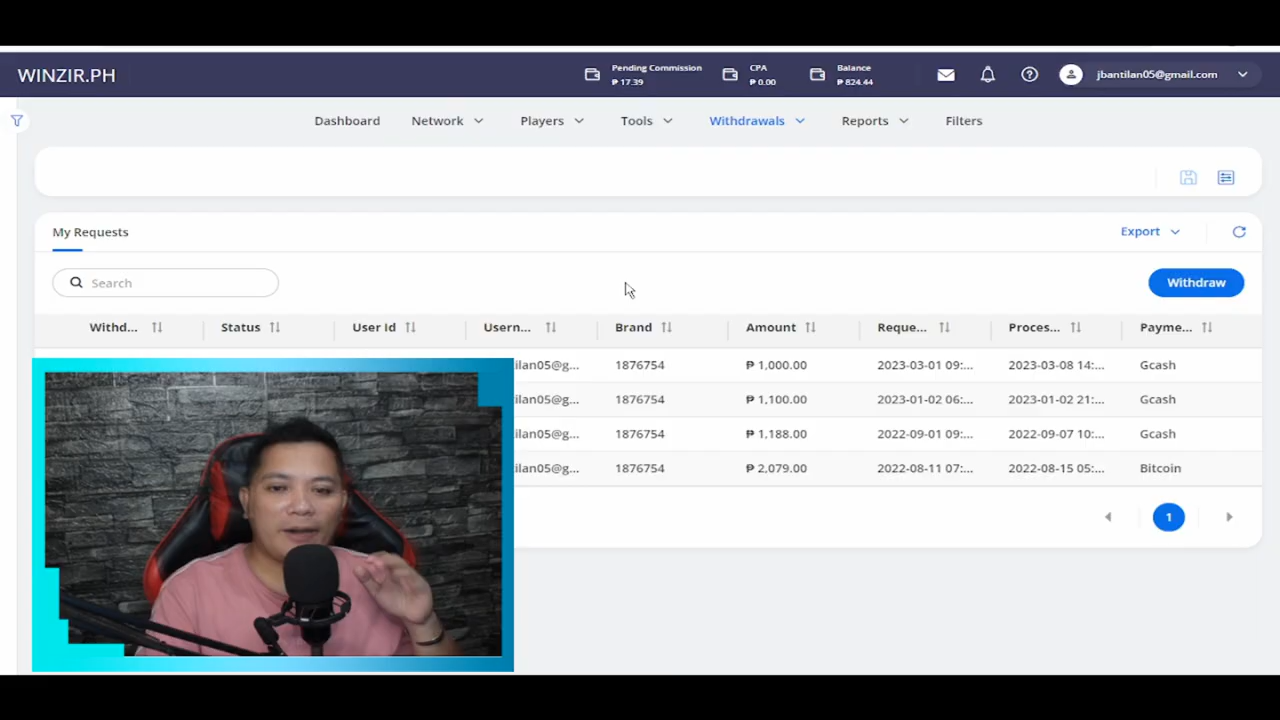 WINZIR.PH
Pending Commission
₱ 17.39
CPA
₱ 0.00
Balance
₱ 824.44
jbantilan05@gmail.com
Dashboard Network Players Tools Withdrawals Reports Filters
My Requests
Export
Search
Withdraw
Withd... Status User Id Usern... Brand Amount Reque... Proces... Payme...
tilan05@g... 1876754 ₱ 1,000.00 2023-03-01 09:... 2023-03-08 14:... Gcash
tilan05@g... 1876754 ₱ 1,100.00 2023-01-02 06:... 2023-01-02 21:... Gcash
tilan05@g... 1876754 ₱ 1,188.00 2022-09-01 09:... 2022-09-07 10:... Gcash
tilan05@g... 1876754 ₱ 2,079.00 2022-08-11 07:... 2022-08-15 05:... Bitcoin
1